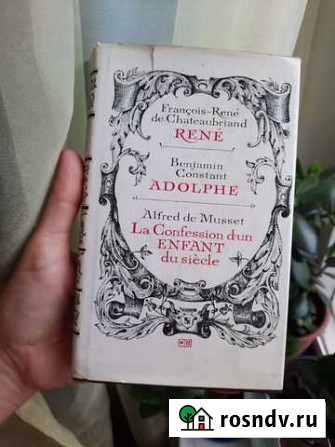 François-René
de Chateaubriand
RENÉ
Benjamin
Constant
ADOLPHE
Alfred de Musset
La Confession d'un
ENFANT
du siècle
rosndv.ru